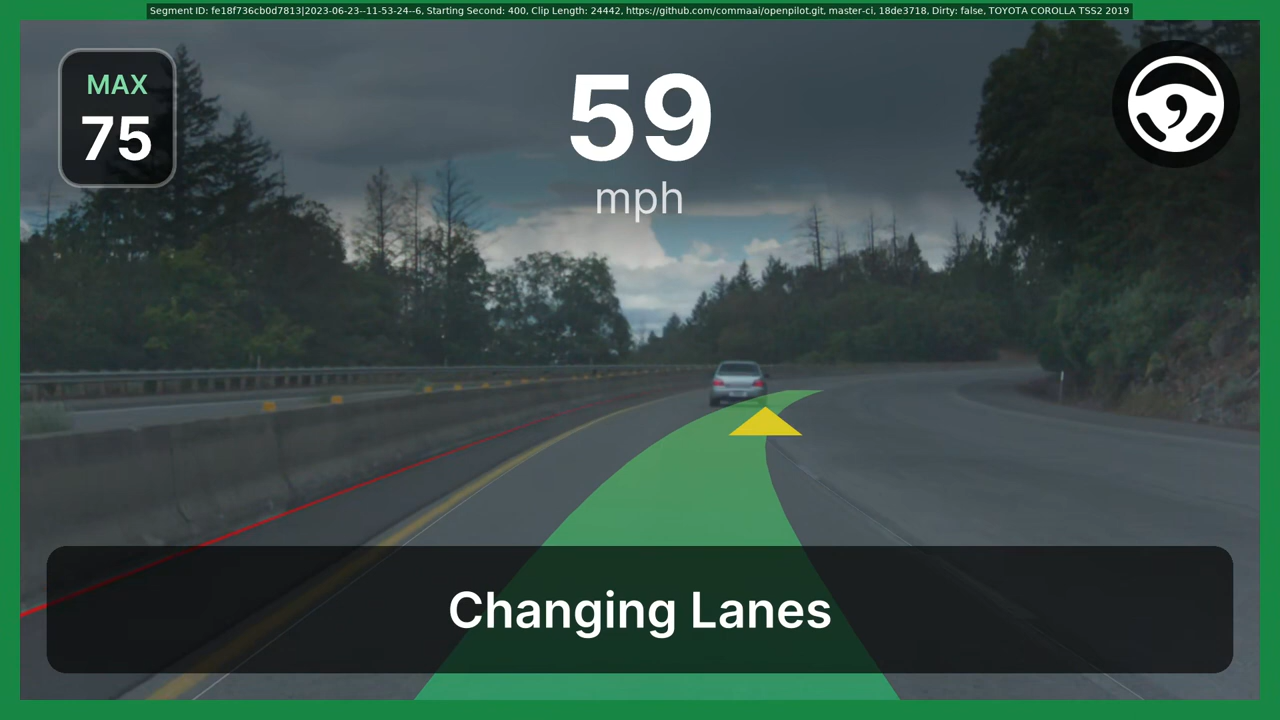 Segment ID: fe18f736cb0d7813|2023-06-23--11-53-24--6, Starting Second: 400, Clip Length: 24442, https://github.com/commaai/openpilot.git, master-ci, 18de3718, Dirty: false, TOYOTA COROLLA TSS2 2019
MAX
75
59
mph
Changing Lanes